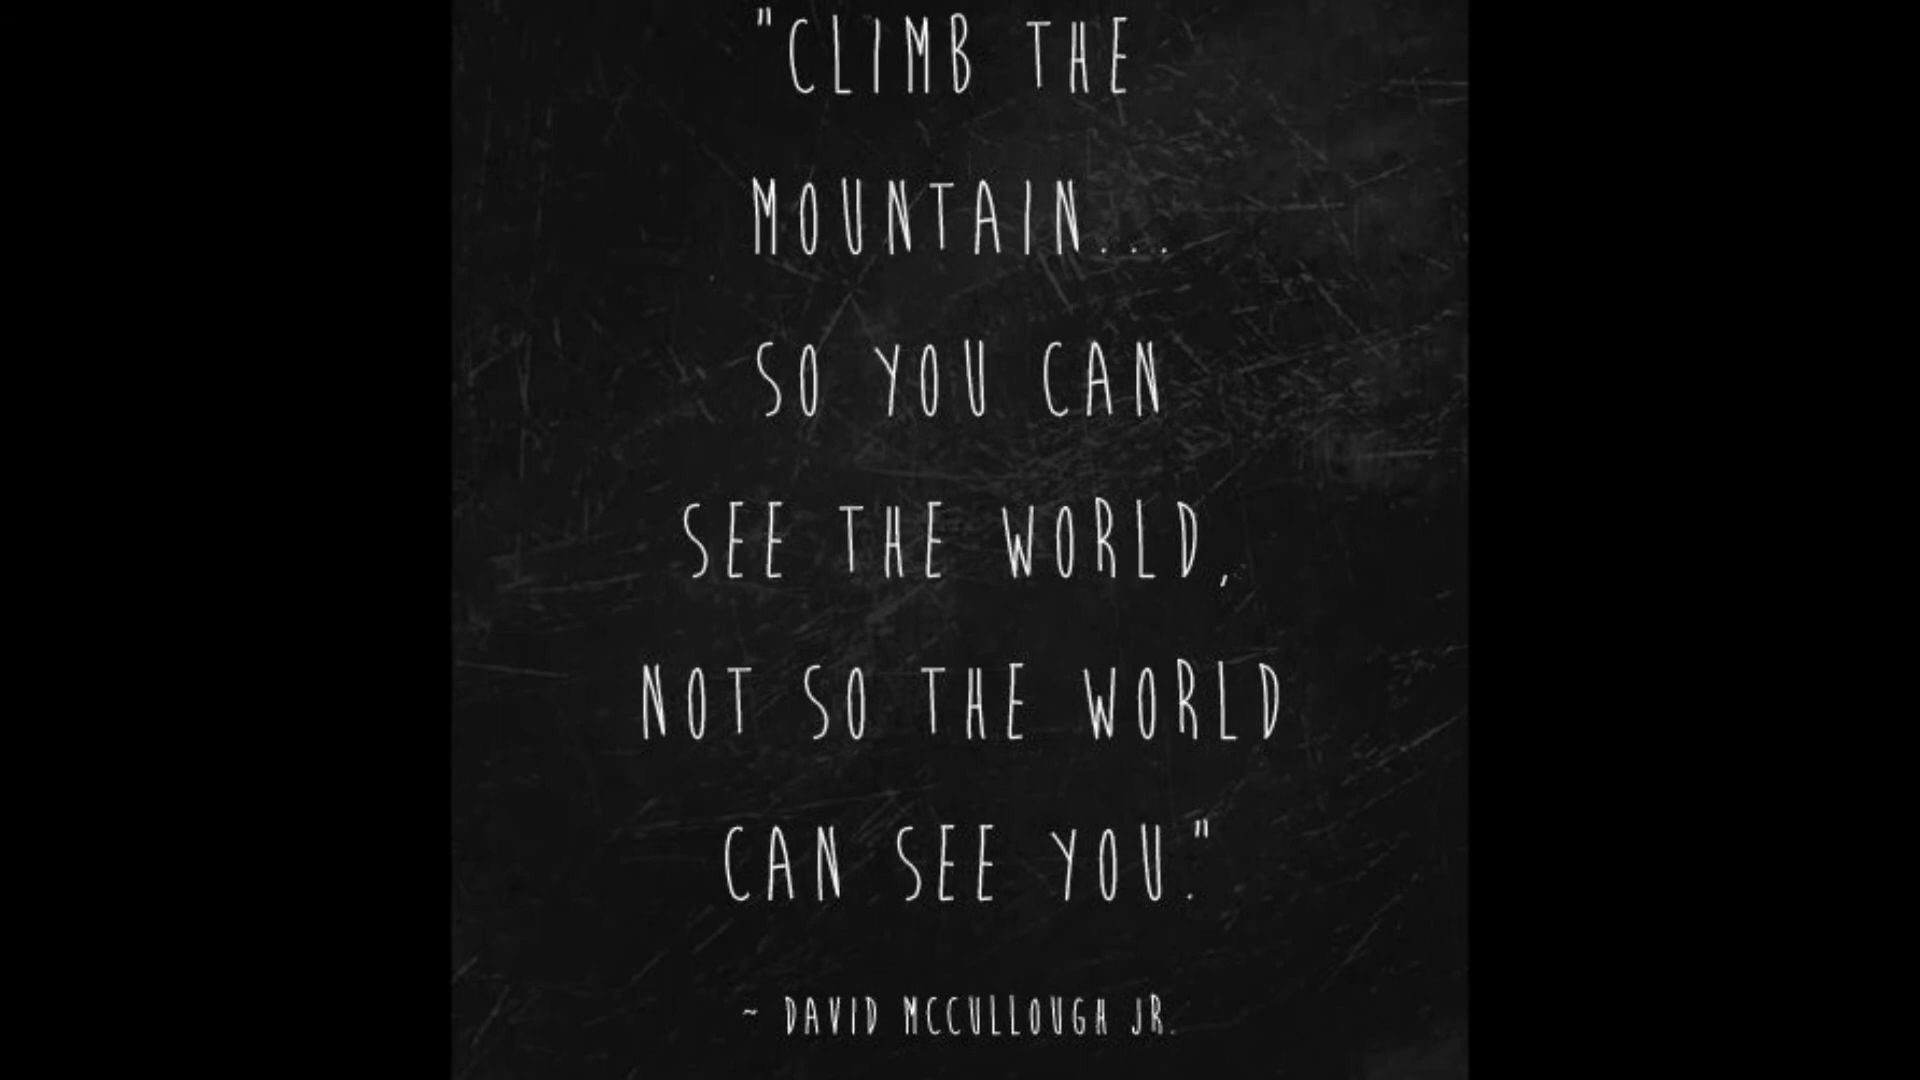 "CLIMB THE
MOUNTAIN...
SO YOU CAN
SEE THE WORLD,
NOT SO THE WORLD
CAN SEE YOU."
~ DAVID MCCULLOUGH JR.